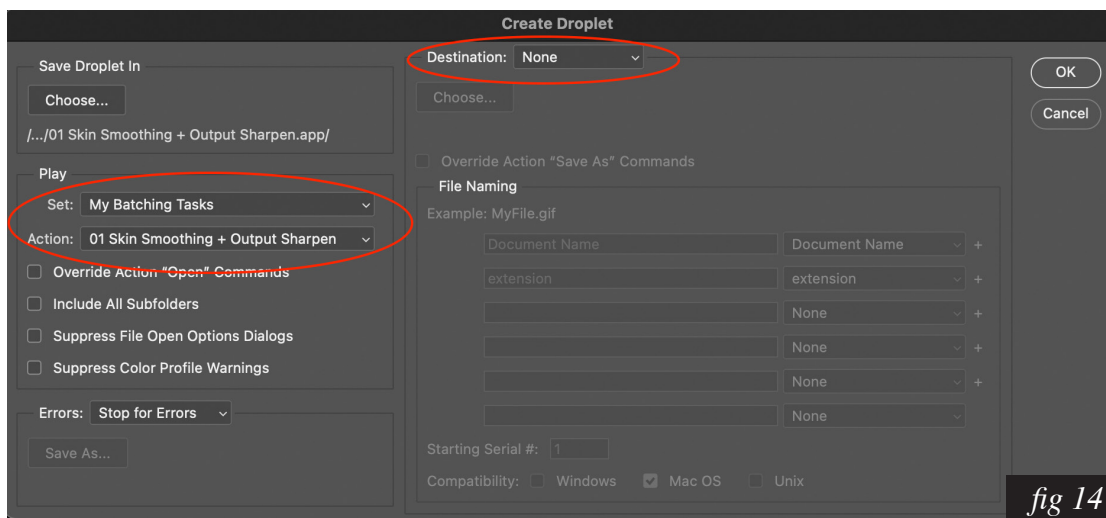 Create Droplet
Save Droplet In
Choose...
/.../01 Skin Smoothing + Output Sharpen.app/
Play
Set: My Batching Tasks
Action: 01 Skin Smoothing + Output Sharpen
Override Action “Open” Commands
Include All Subfolders
Suppress File Open Options Dialogs
Suppress Color Profile Warnings
Errors: Stop for Errors
Save As...
Destination: None
Choose...
Override Action “Save As” Commands
File Naming
Example: MyFile.gif
Document Name Document Name +
extension extension +
None +
None +
None +
None
Starting Serial #: 1
Compatibility: Windows Mac OS Unix
OK
Cancel
fig 14